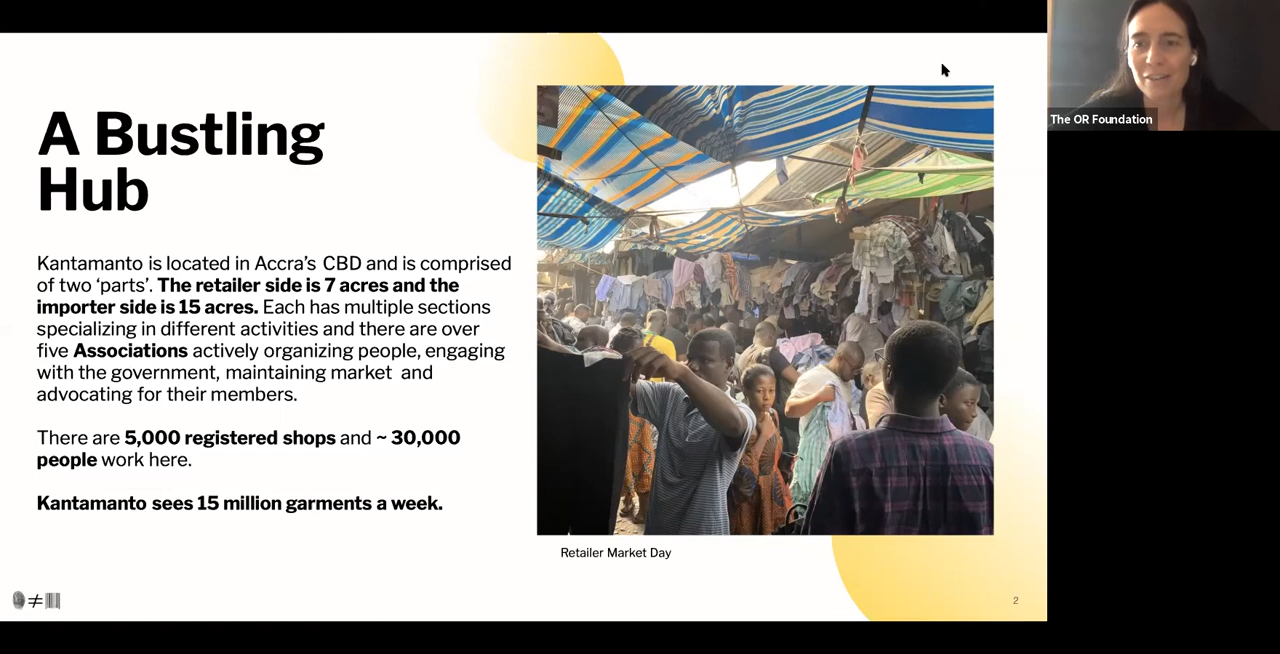 A Bustling
Hub
Kantamanto is located in Accra’s CBD and is comprised
of two ‘parts’. The retailer side is 7 acres and the
importer side is 15 acres. Each has multiple sections
specializing in different activities and there are over
five Associations actively organizing people, engaging
with the government, maintaining market and
advocating for their members.
There are 5,000 registered shops and ~ 30,000
people work here.
Kantamanto sees 15 million garments a week.
Retailer Market Day
2
The OR Foundation